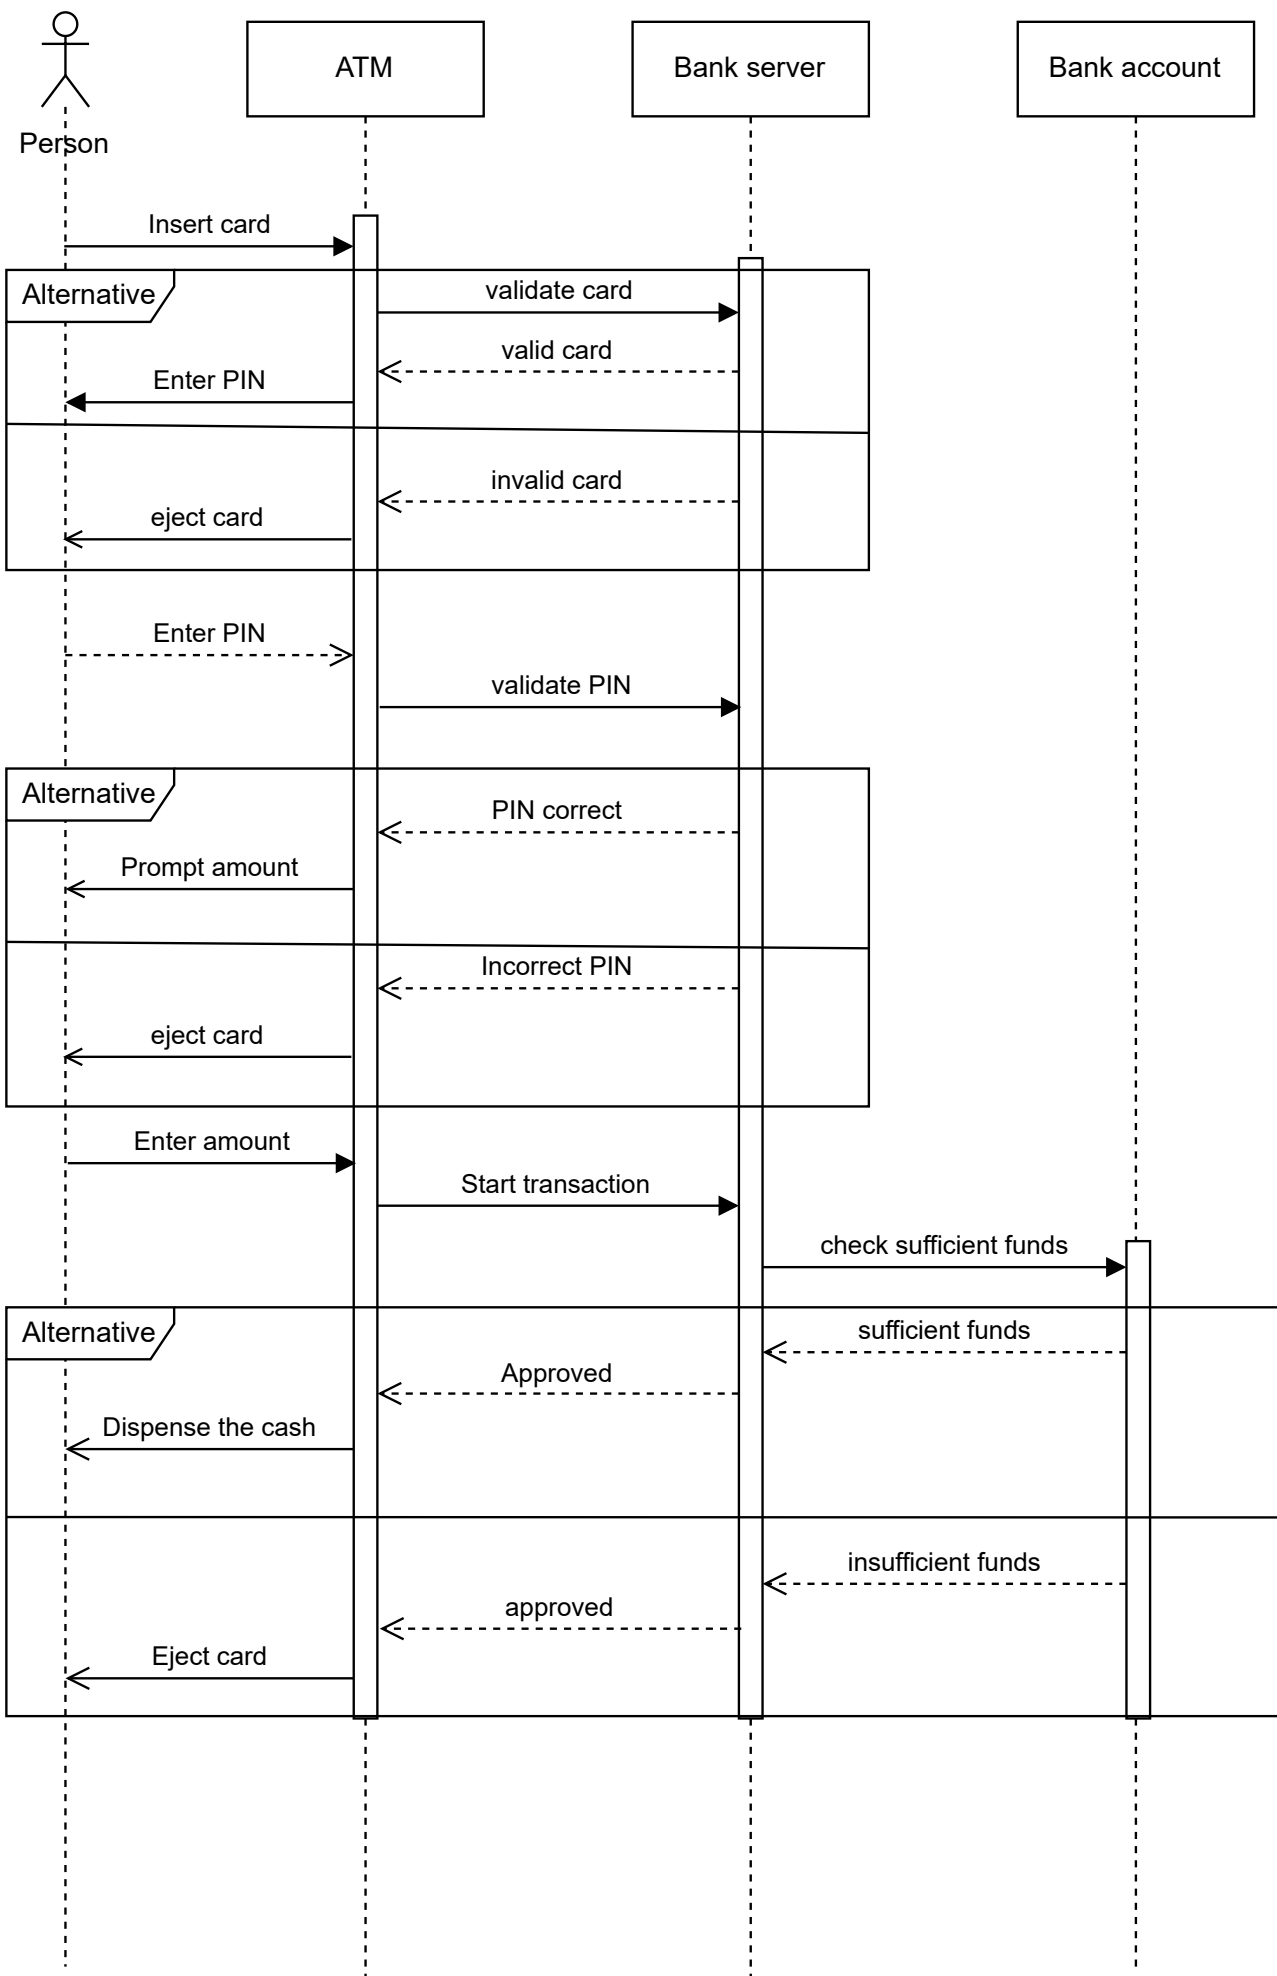 Person
ATM
Bank server
Bank account
Insert card
Alternative
validate card
valid card
Enter PIN
invalid card
eject card
Enter PIN
validate PIN
Alternative
PIN correct
Prompt amount
Incorrect PIN
eject card
Enter amount
Start transaction
check sufficient funds
Alternative
sufficient funds
Approved
Dispense the cash
insufficient funds
approved
Eject card